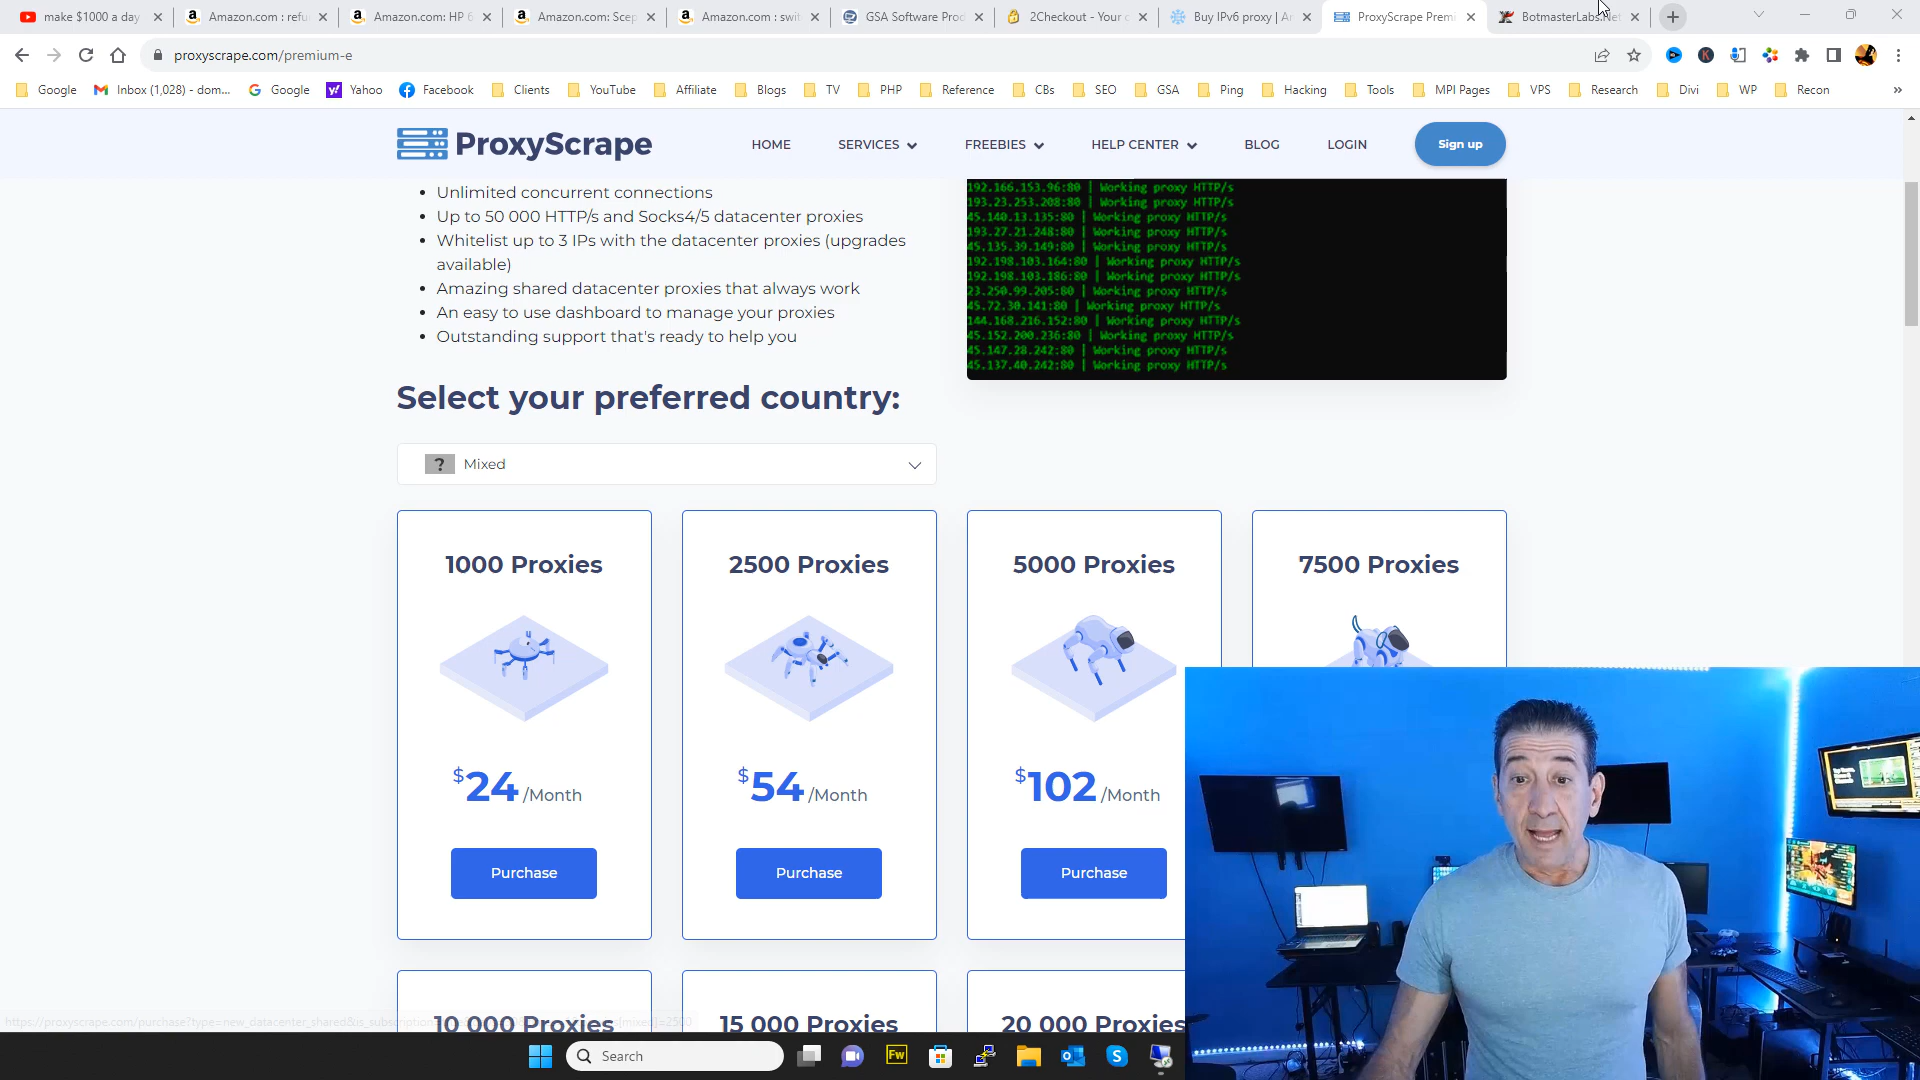 make $1000 a day
Amazon.com : refu
Amazon.com: HP 6
Amazon.com: Scep
Amazon.com : swit
GSA Software Proc
2Checkout - Your c
Buy IPv6 proxy | Ar
ProxyScrape Premi
BotmasterLabs.Net
proxyscrape.com/premium-e
Google
Inbox (1,028) - dom...
Google
Yahoo
Facebook
Clients
YouTube
Affiliate
Blogs
TV
PHP
Reference
CBs
SEO
GSA
Ping
Hacking
Tools
MPI Pages
VPS
Research
Divi
WP
Recon
»
ProxyScrape
HOME
SERVICES
FREEBIES
HELP CENTER
BLOG
LOGIN
Sign up
• Unlimited concurrent connections
• Up to 50 000 HTTP/s and Socks4/5 datacenter proxies
• Whitelist up to 3 IPs with the datacenter proxies (upgrades
available)
• Amazing shared datacenter proxies that always work
• An easy to use dashboard to manage your proxies
• Outstanding support that's ready to help you
192.166.153.96:80 | Working proxy HTTP/s
193.23.253.208:80 | Working proxy HTTP/s
45.140.13.135:80 | Working proxy HTTP/s
193.27.21.248:80 | Working proxy HTTP/s
45.135.39.149:80 | Working proxy HTTP/s
192.198.103.164:80 | Working proxy HTTP/s
192.198.103.186:80 | Working proxy HTTP/s
23.250.99.205:80 | Working proxy HTTP/s
45.72.30.141:80 | Working proxy HTTP/s
144.168.216.152:80 | Working proxy HTTP/s
45.152.200.236:80 | Working proxy HTTP/s
45.147.28.242:80 | Working proxy HTTP/s
45.137.40.242:80 | Working proxy HTTP/s
Select your preferred country:
? Mixed
1000 Proxies
$24 /Month
Purchase
2500 Proxies
$54 /Month
Purchase
5000 Proxies
$102 /Month
Purchase
7500 Proxies
10 000 Proxies
15 000 Proxies
20 000 Proxies
Fw
Search